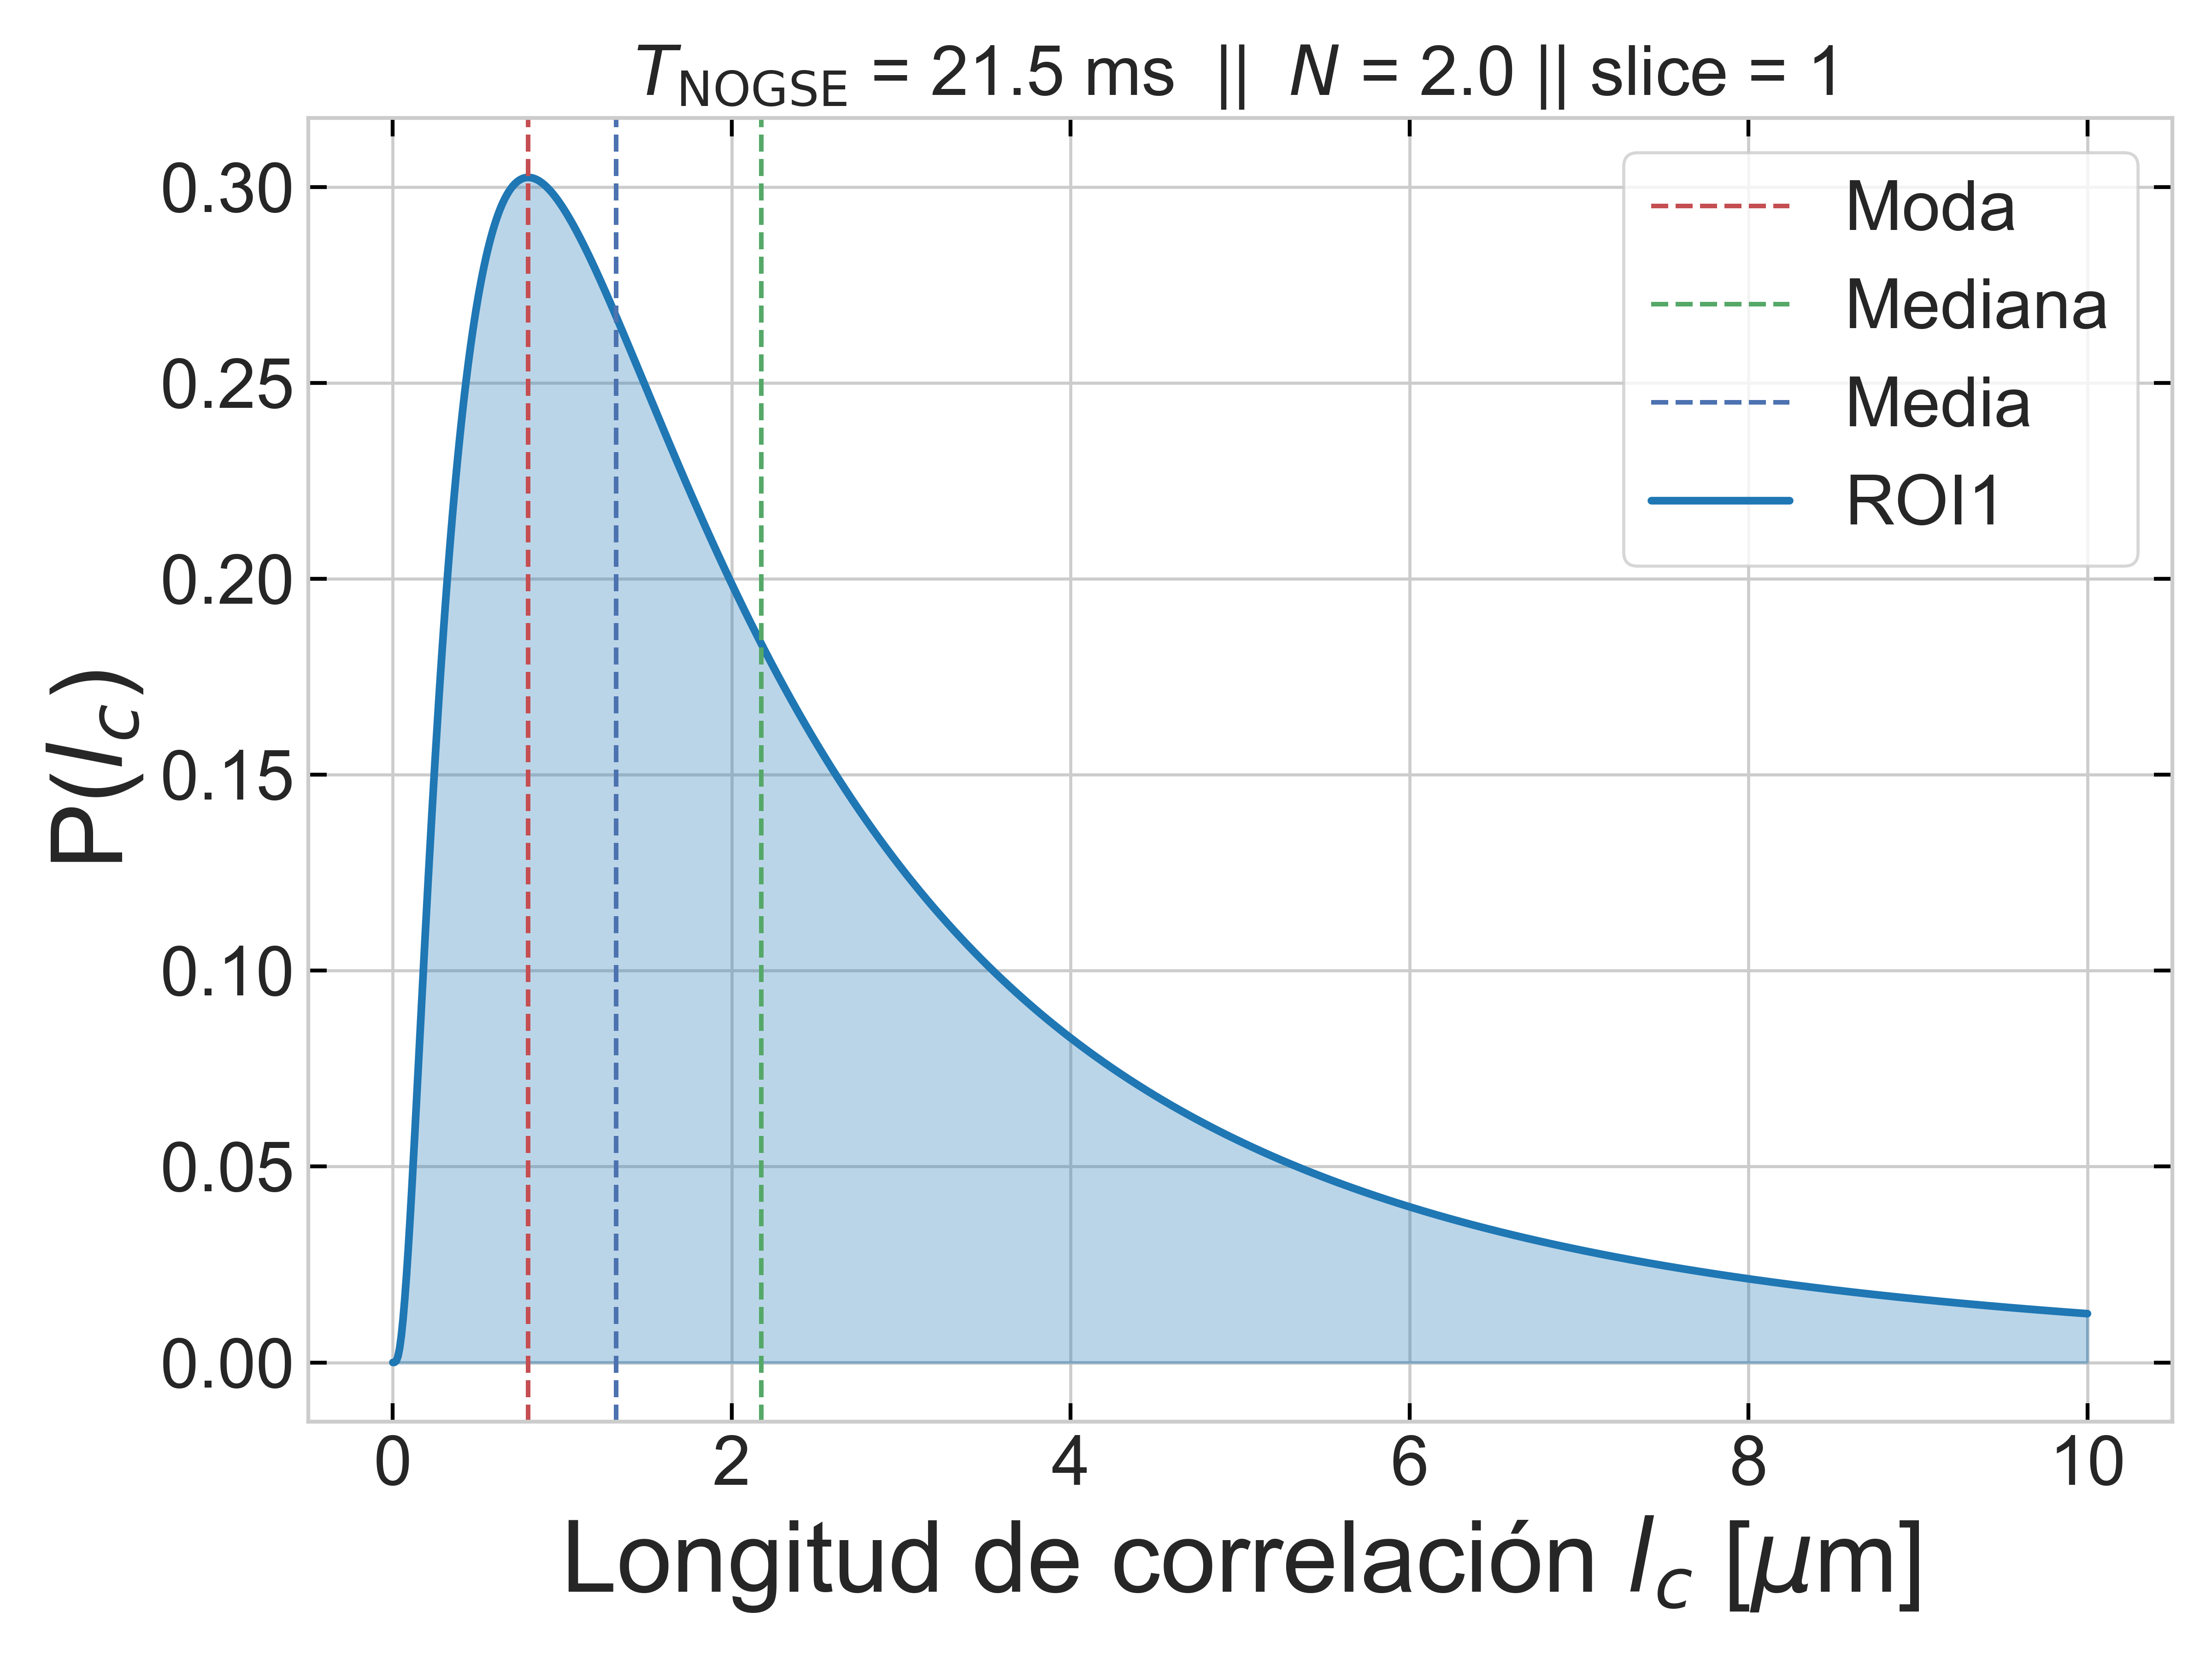 T_NOGSE = 21.5 ms || N = 2.0 || slice = 1
P(l_c)
0.30
0.25
0.20
0.15
0.10
0.05
0.00
Moda
Mediana
Media
ROI1
0 2 4 6 8 10
Longitud de correlación l_c [μm]